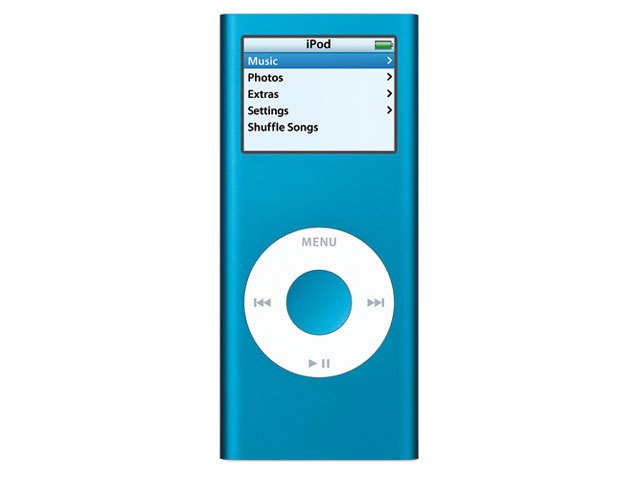 iPod
Music
Photos
Extras
Settings
Shuffle Songs
MENU